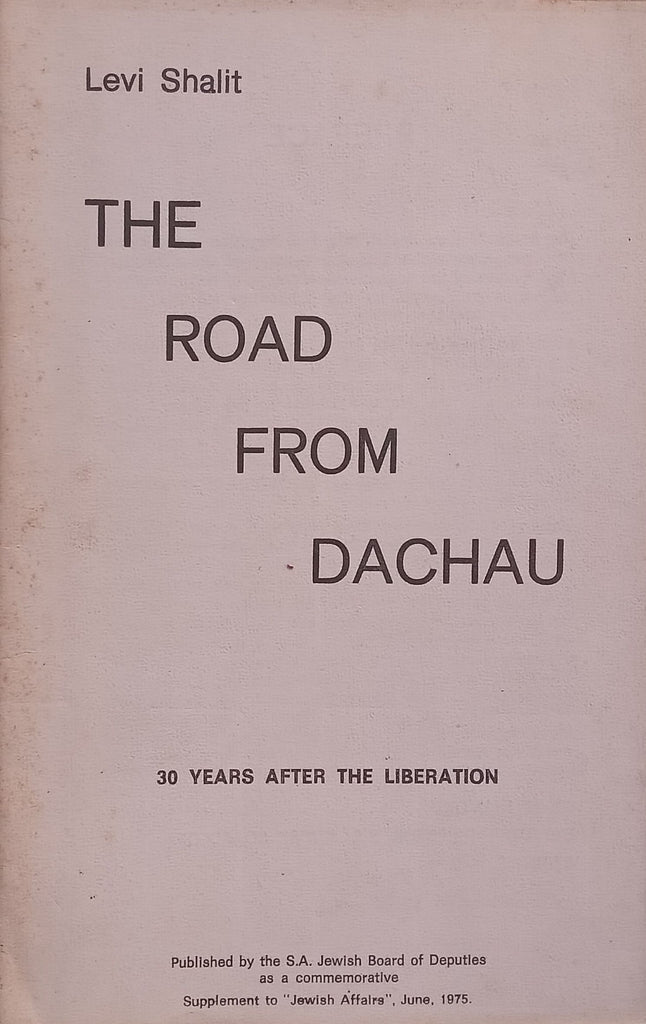 Levi Shalit
THE
ROAD
FROM
DACHAU
30 YEARS AFTER THE LIBERATION
Published by the S.A. Jewish Board of Deputies
as a commemorative
Supplement to "Jewish Affairs", June, 1975.